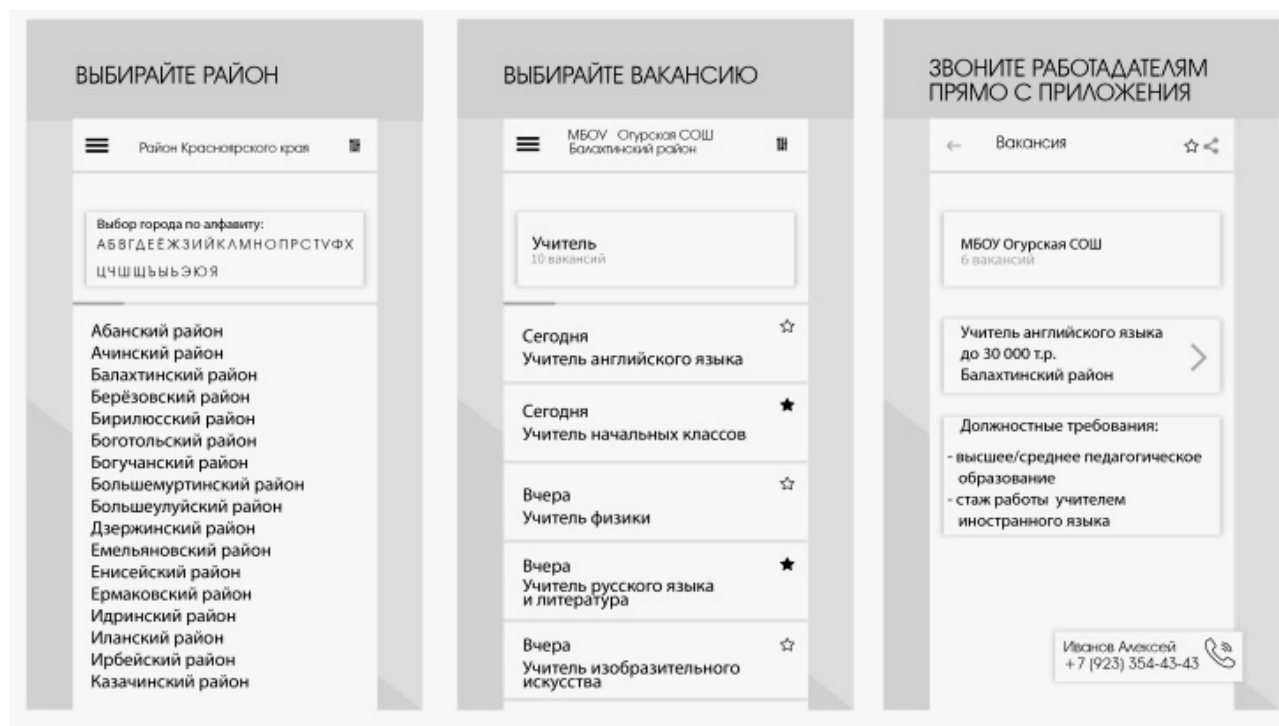 ВЫБИРАЙТЕ РАЙОН
Район Красноярского края
Выбор города по алфавиту:
А Б В Г Д Е Ё Ж З И Й К Л М Н О П Р С Т У Ф Х
Ц Ч Ш Щ Ъ Ы Ь Э Ю Я
Абанский район
Ачинский район
Балахтинский район
Берёзовский район
Бирилюсский район
Боготольский район
Богучанский район
Большемуртинский район
Большеулуйский район
Дзержинский район
Емельяновский район
Енисейский район
Ермаковский район
Идринский район
Иланский район
Ирбейский район
Казачинский район
ВЫБИРАЙТЕ ВАКАНСИЮ
МБОУ Огурская СОШ
Балахтинский район
Учитель
10 вакансий
Сегодня
Учитель английского языка
Сегодня
Учитель начальных классов
Вчера
Учитель физики
Вчера
Учитель русского языка
и литература
Вчера
Учитель изобразительного
искусства
ЗВОНИТЕ РАБОТАДАТЕЛЯМ
ПРЯМО С ПРИЛОЖЕНИЯ
Вакансия
МБОУ Огурская СОШ
6 вакансий
Учитель английского языка
до 30 000 т.р.
Балахтинский район
Должностные требования:
- высшее/среднее педагогическое
образование
- стаж работы учителем
иностранного языка
Иванов Алексей
+7 (923) 354-43-43